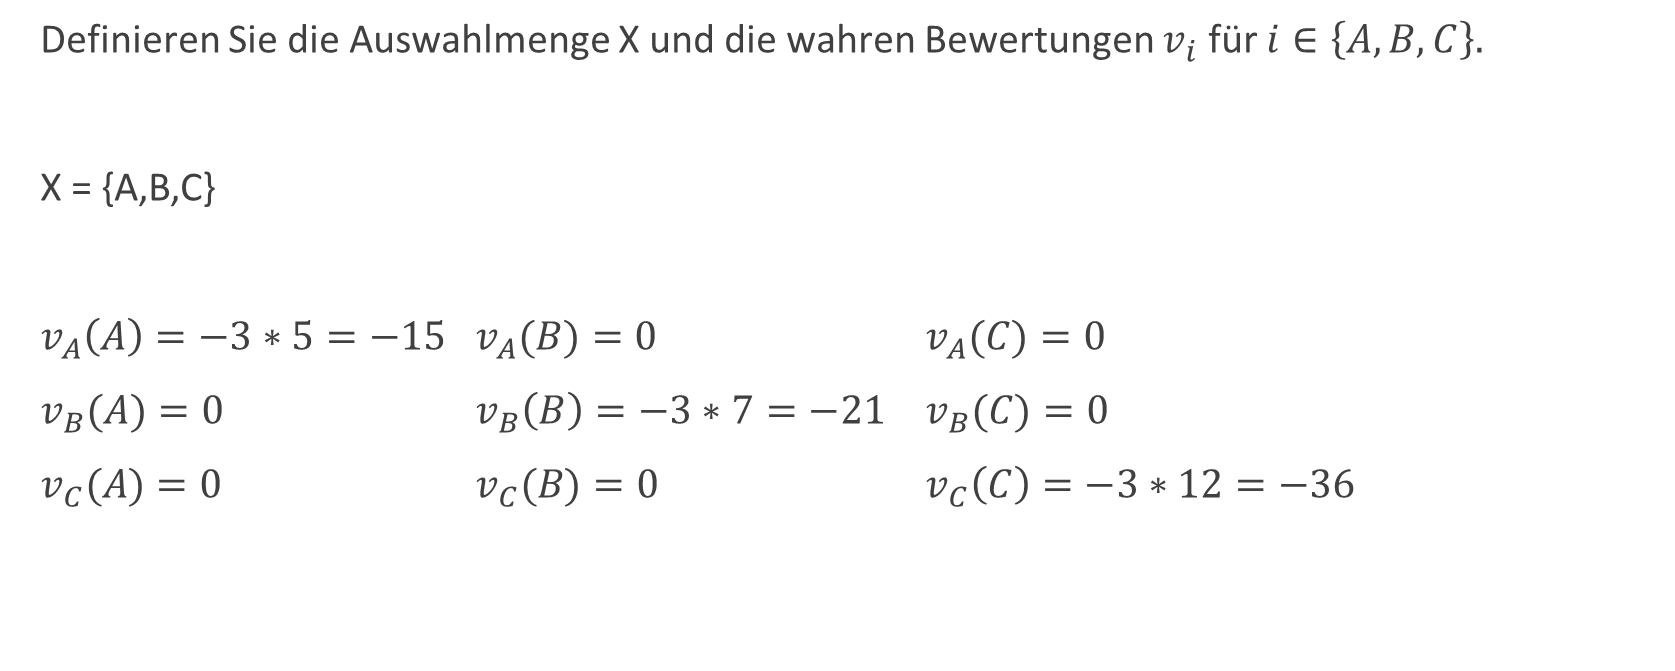 Definieren Sie die Auswahlmenge X und die wahren Bewertungen 𝑣ᵢ für 𝑖 ∈ {𝐴, 𝐵, 𝐶}.
X = {A,B,C}
𝑣_𝐴(𝐴) = −3 ∗ 5 = −15 𝑣_𝐴(𝐵) = 0 𝑣_𝐴(𝐶) = 0
𝑣_𝐵(𝐴) = 0 𝑣_𝐵(𝐵) = −3 ∗ 7 = −21 𝑣_𝐵(𝐶) = 0
𝑣_𝐶(𝐴) = 0 𝑣_𝐶(𝐵) = 0 𝑣_𝐶(𝐶) = −3 ∗ 12 = −36